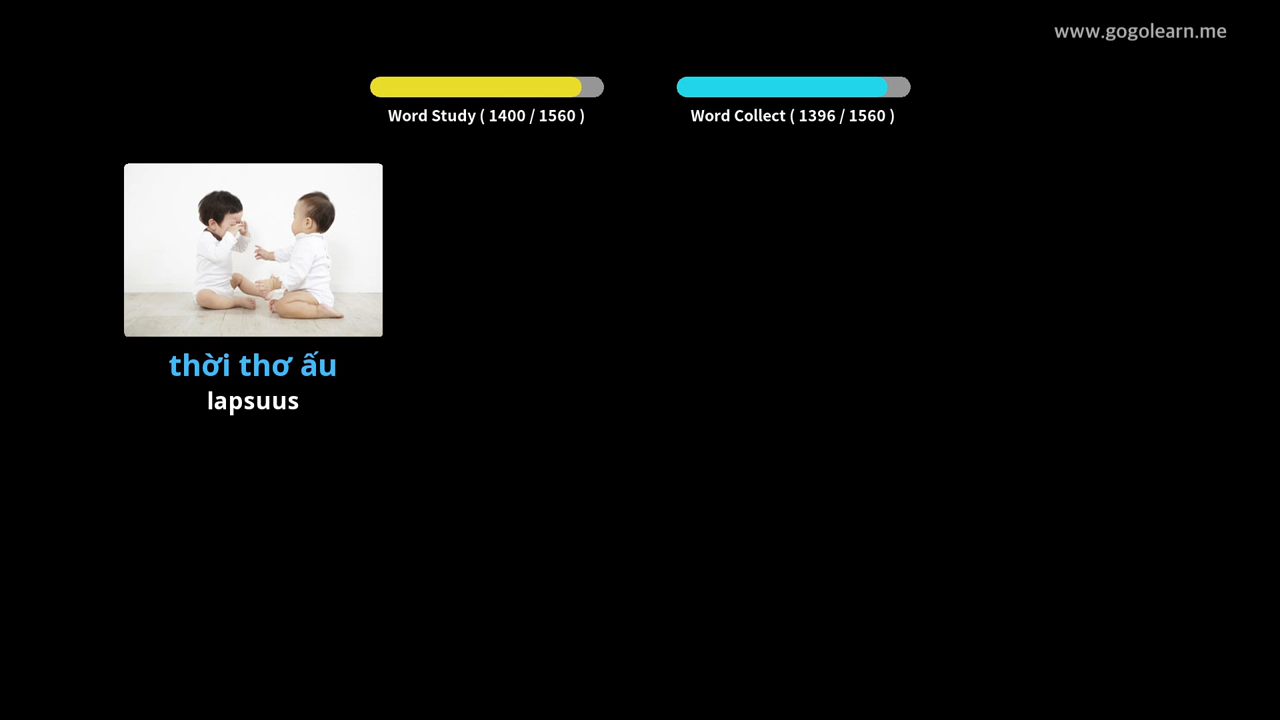 www.gogolearn.me
Word Study ( 1400 / 1560 )
Word Collect ( 1396 / 1560 )
thời thơ ấu
lapsuus